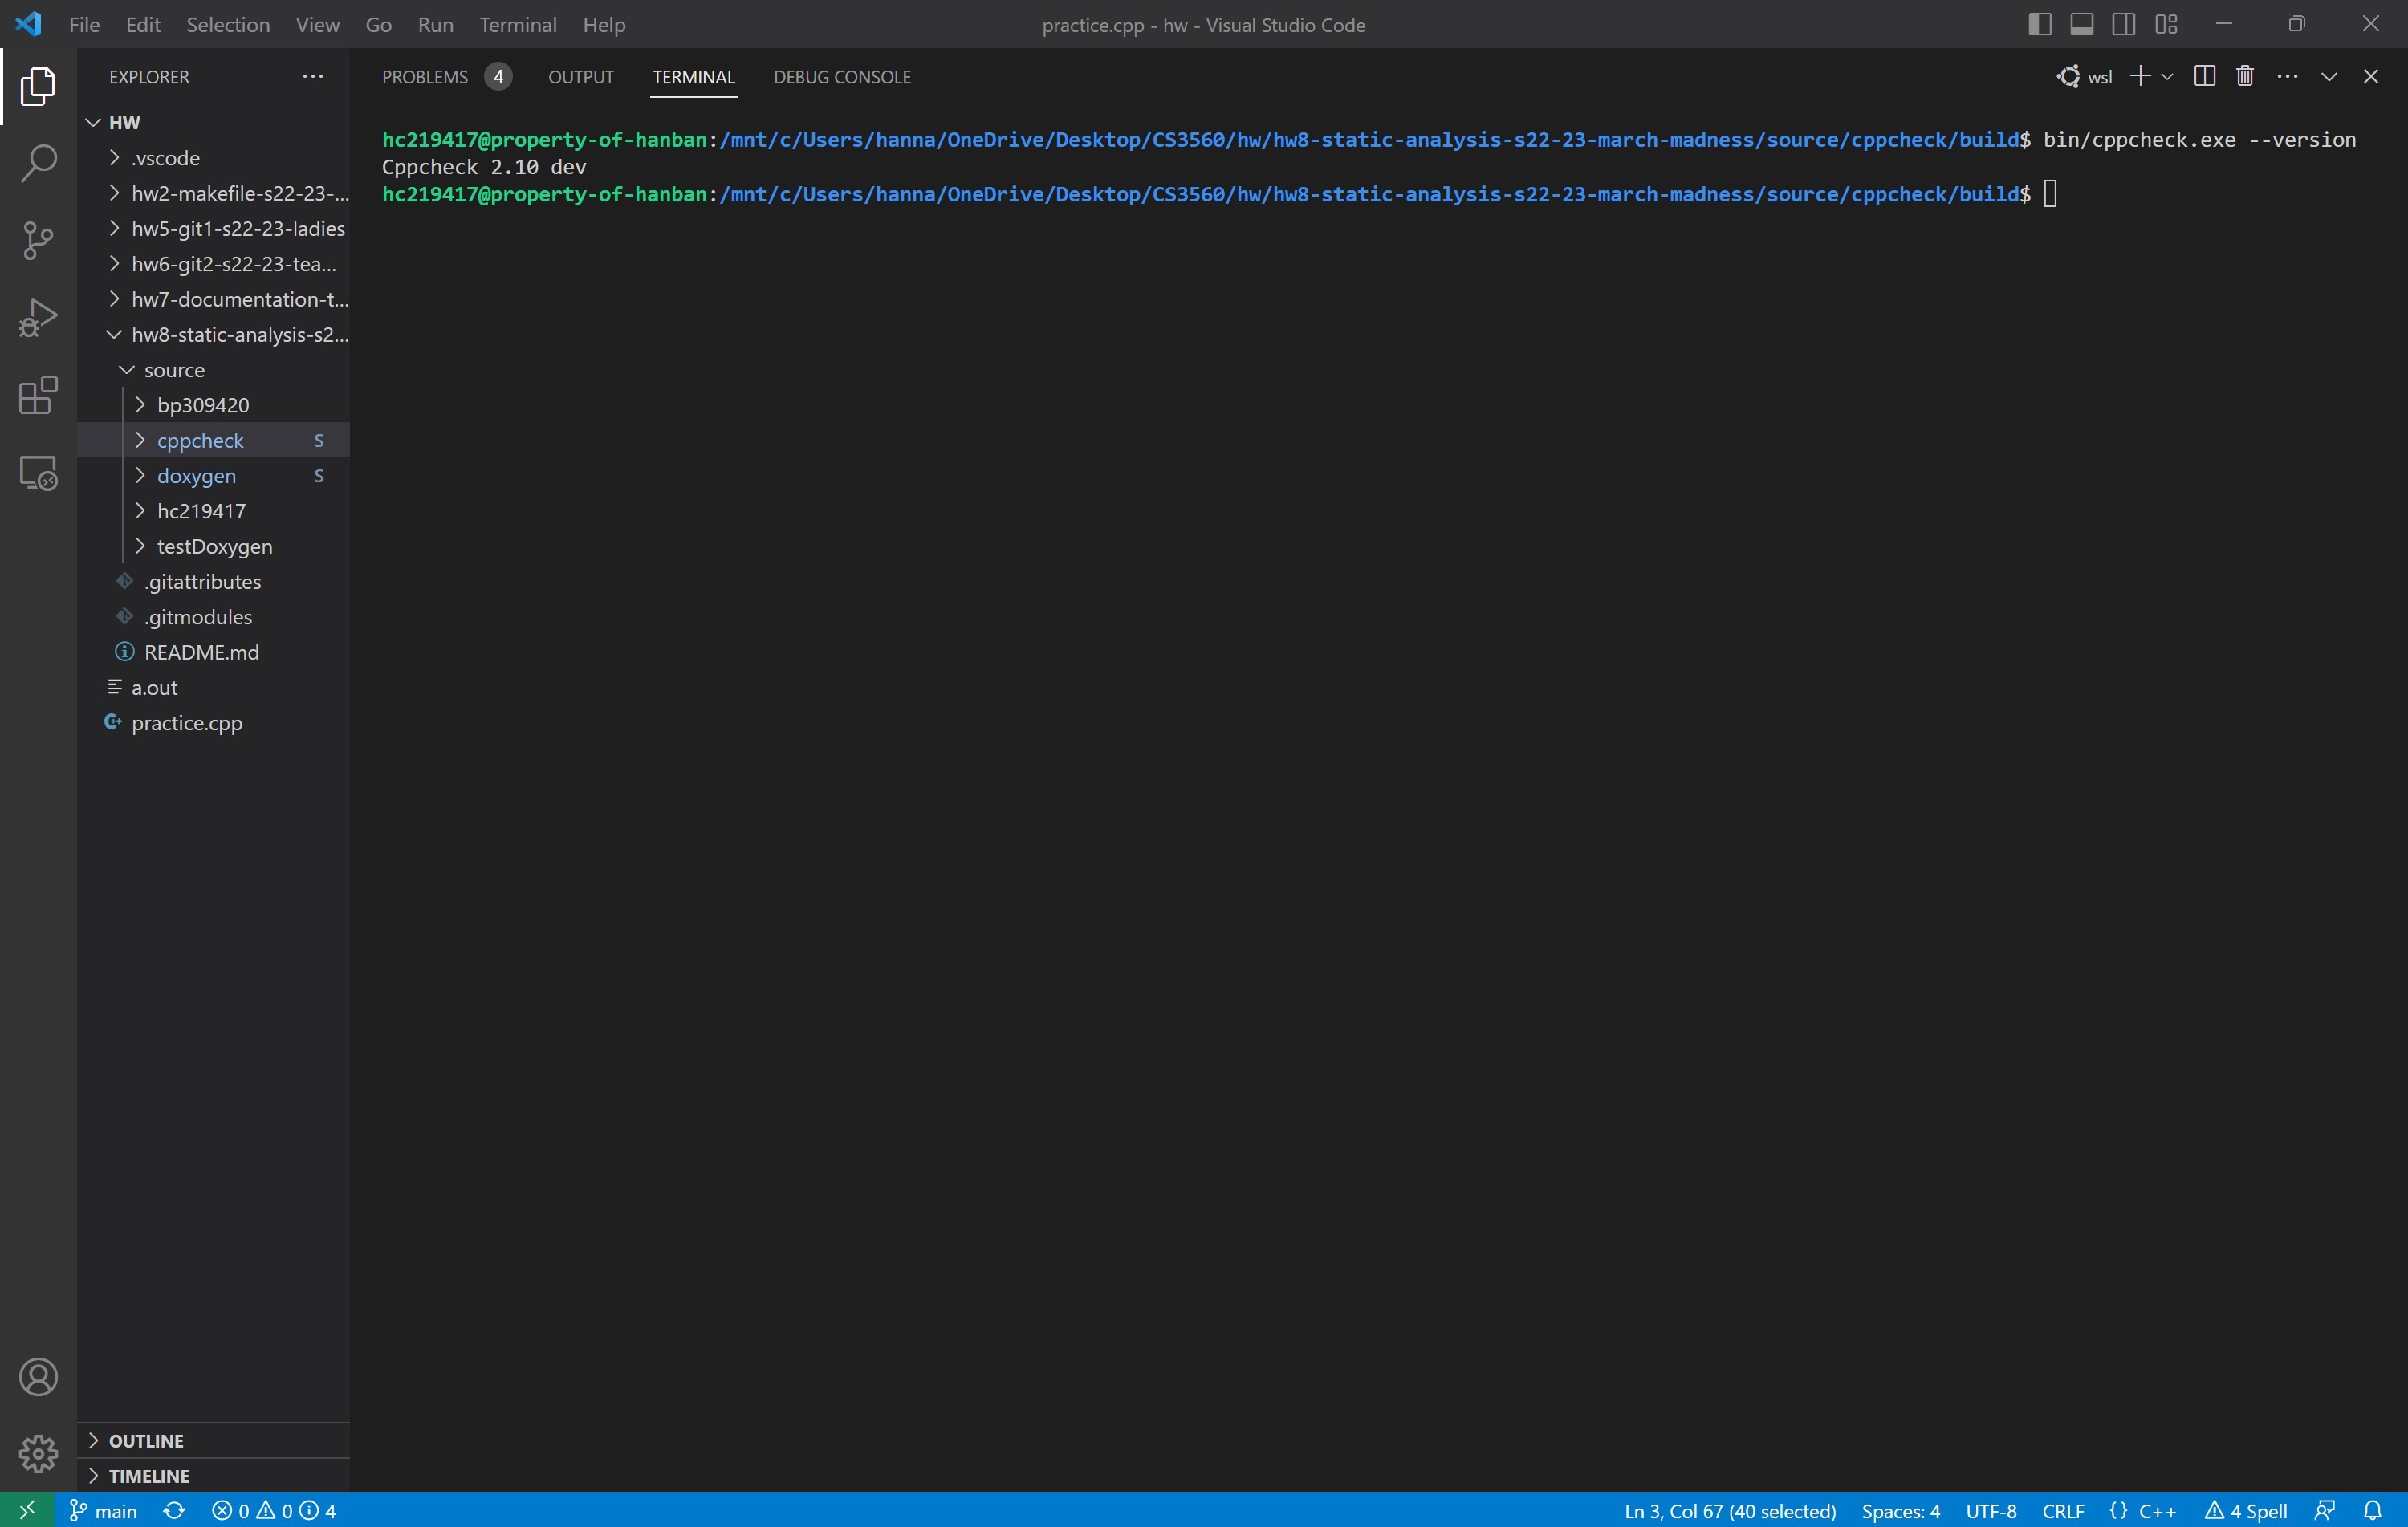 File Edit Selection View Go Run Terminal Help
practice.cpp - hw - Visual Studio Code
EXPLORER
HW
.vscode
hw2-makefile-s22-23-...
hw5-git1-s22-23-ladies
hw6-git2-s22-23-tea...
hw7-documentation-t...
hw8-static-analysis-s2...
source
bp309420
cppcheck S
doxygen S
hc219417
testDoxygen
.gitattributes
.gitmodules
README.md
a.out
practice.cpp
OUTLINE
TIMELINE
PROBLEMS 4 OUTPUT TERMINAL DEBUG CONSOLE
wsl
hc219417@property-of-hanban:/mnt/c/Users/hanna/OneDrive/Desktop/CS3560/hw/hw8-static-analysis-s22-23-march-madness/source/cppcheck/build$ bin/cppcheck.exe --version
Cppcheck 2.10 dev
hc219417@property-of-hanban:/mnt/c/Users/hanna/OneDrive/Desktop/CS3560/hw/hw8-static-analysis-s22-23-march-madness/source/cppcheck/build$
main 0 0 4
Ln 3, Col 67 (40 selected) Spaces: 4 UTF-8 CRLF {} C++ 4 Spell